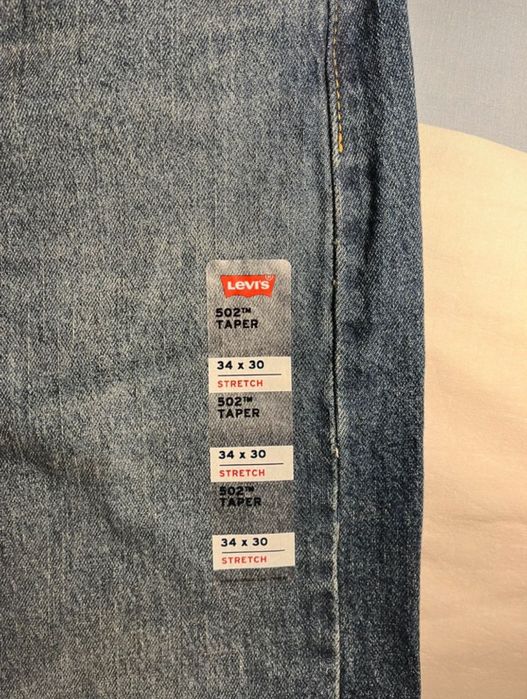 LEVI'S
502™
TAPER
34 x 30
STRETCH
502™
TAPER
34 x 30
STRETCH
502™
TAPER
34 x 30
STRETCH